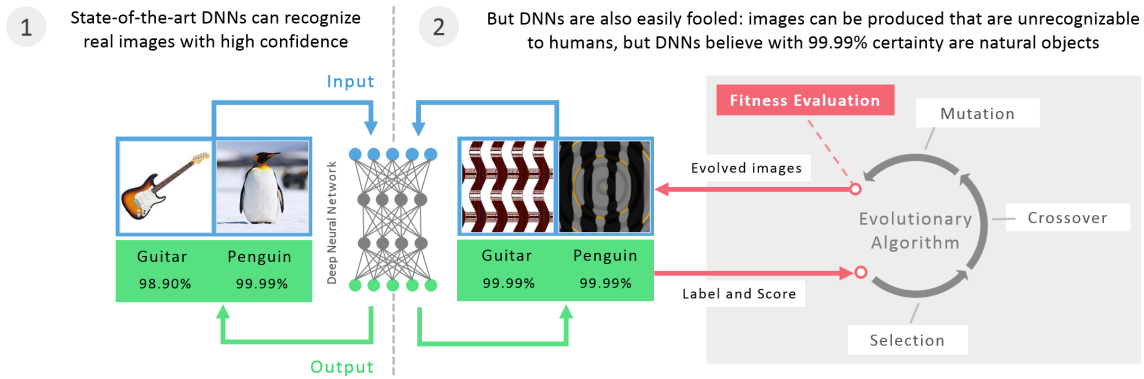 1
State-of-the-art DNNs can recognize
real images with high confidence
2
But DNNs are also easily fooled: images can be produced that are unrecognizable
to humans, but DNNs believe with 99.99% certainty are natural objects
Input
Deep Neural Network
Guitar
98.90%
Penguin
99.99%
Output
Guitar
99.99%
Penguin
99.99%
Evolved images
Label and Score
Fitness Evaluation
Mutation
Crossover
Selection
Evolutionary
Algorithm